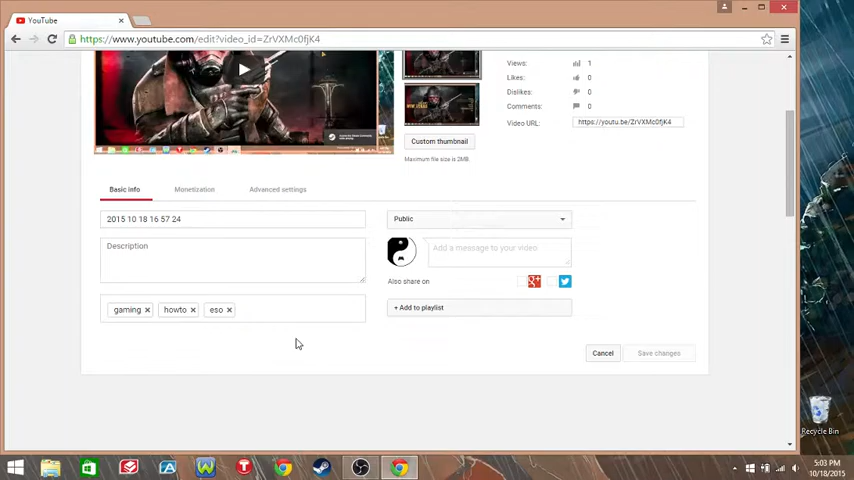 YouTube
https://www.youtube.com/edit?video_id=ZrVXMc0fjK4
Views: 1
Likes: 0
Dislikes: 0
Comments: 0
Video URL: https://youtu.be/ZrVXMc0fjK4
Custom thumbnail
Maximum file size is 2MB.
Basic info Monetization Advanced settings
2015 10 18 16 57 24
Public
Description
Add a message to your video
Also share on
gaming × howto × eso ×
+ Add to playlist
Cancel Save changes
Recycle Bin
5:03 PM
10/18/2015